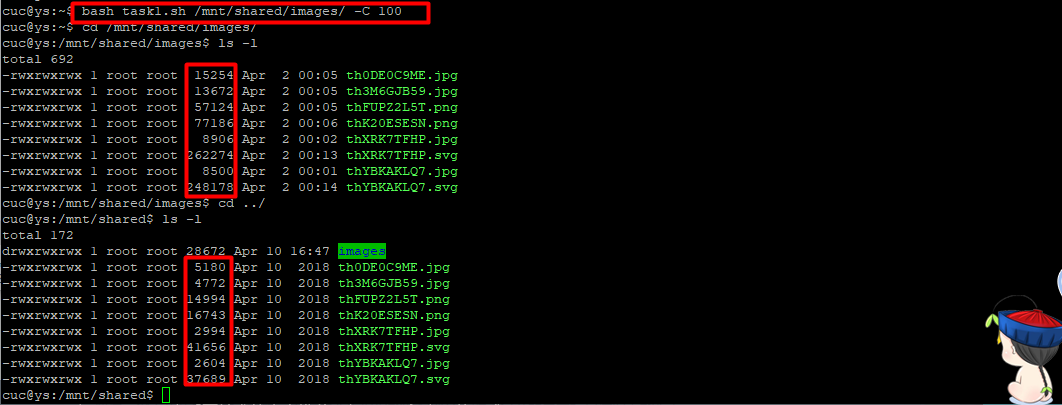 cuc@ys:~$ bash task1.sh /mnt/shared/images/ -C 100
cuc@ys:~$ cd /mnt/shared/images/
cuc@ys:/mnt/shared/images$ ls -l
total 692
-rwxrwxrwx 1 root root 15254 Apr 2 00:05 th0DE0C9ME.jpg
-rwxrwxrwx 1 root root 13672 Apr 2 00:05 th3M6GJB59.jpg
-rwxrwxrwx 1 root root 57124 Apr 2 00:05 thFUPZ2L5T.png
-rwxrwxrwx 1 root root 77186 Apr 2 00:06 thK20ESESN.png
-rwxrwxrwx 1 root root 8906 Apr 2 00:02 thXRK7TFHP.jpg
-rwxrwxrwx 1 root root 262274 Apr 2 00:13 thXRK7TFHP.svg
-rwxrwxrwx 1 root root 8500 Apr 2 00:01 thYBKAKLQ7.jpg
-rwxrwxrwx 1 root root 248178 Apr 2 00:14 thYBKAKLQ7.svg
cuc@ys:/mnt/shared/images$ cd ../
cuc@ys:/mnt/shared$ ls -l
total 172
drwxrwxrwx 1 root root 28672 Apr 10 16:47 images
-rwxrwxrwx 1 root root 5180 Apr 10 2018 th0DE0C9ME.jpg
-rwxrwxrwx 1 root root 4772 Apr 10 2018 th3M6GJB59.jpg
-rwxrwxrwx 1 root root 14994 Apr 10 2018 thFUPZ2L5T.png
-rwxrwxrwx 1 root root 16743 Apr 10 2018 thK20ESESN.png
-rwxrwxrwx 1 root root 2994 Apr 10 2018 thXRK7TFHP.jpg
-rwxrwxrwx 1 root root 41656 Apr 10 2018 thXRK7TFHP.svg
-rwxrwxrwx 1 root root 2604 Apr 10 2018 thYBKAKLQ7.jpg
-rwxrwxrwx 1 root root 37689 Apr 10 2018 thYBKAKLQ7.svg
cuc@ys:/mnt/shared$